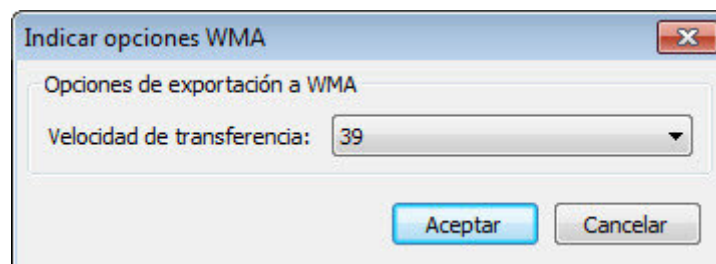 Indicar opciones WMA
Opciones de exportación a WMA
Velocidad de transferencia: 39
Aceptar Cancelar